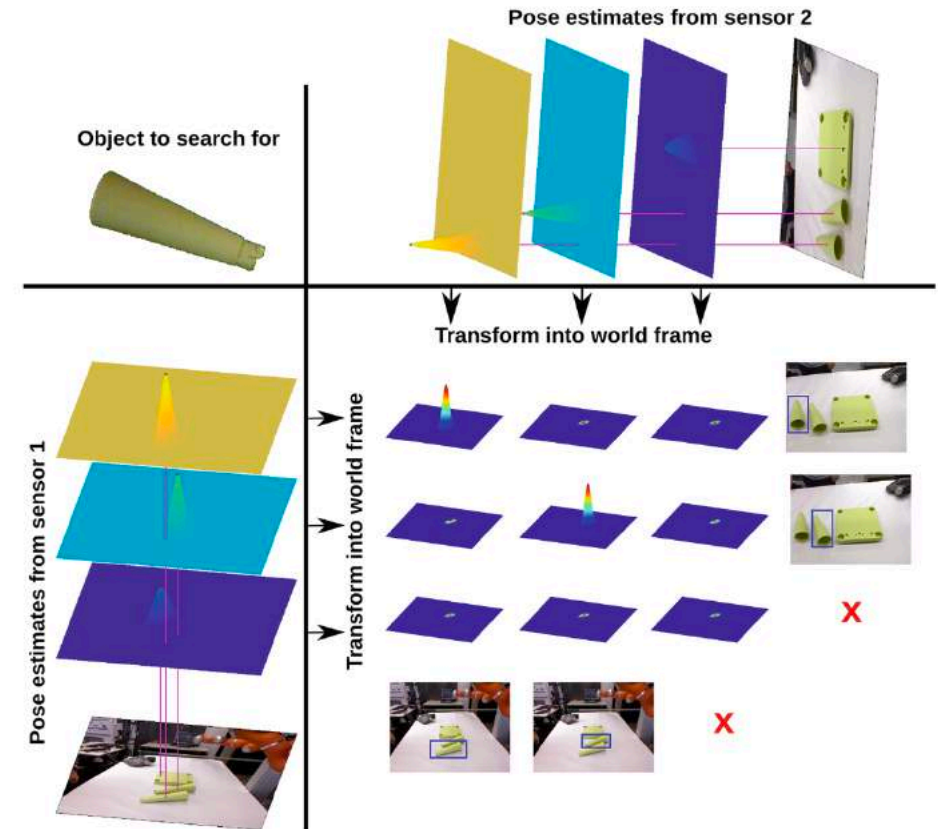 Pose estimates from sensor 2
Object to search for
Transform into world frame
Pose estimates from sensor 1
Transform into world frame
X
X